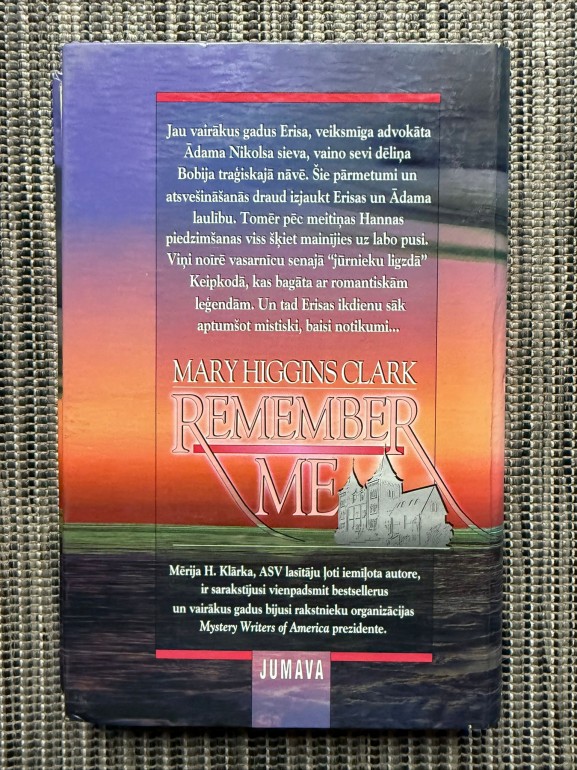 Jau vairākus gadus Erisa, veiksmīga advokāta
Ādama Nikolsa sieva, vaino sevi dēliņa
Bobija traģiskajā nāvē. Šie pārmetumi un
atsvešināšanās draud izjaukt Erisas un Ādama
laulību. Tomēr pēc meitiņas Hannas
piedzimšanas viss šķiet mainījies uz labo pusi.
Viņi noīrē vasarnīcu senajā “jūrnieku ligzdā”
Keipkodā, kas bagāta ar romantiskām
leģendām. Un tad Erisas ikdienu sāk
aptumšot mistiski, baisi notikumi...
MARY HIGGINS CLARK
REMEMBER
ME
Mērija H. Klārka, ASV lasītāju ļoti iemīļota autore,
ir sarakstījusi vienpadsmit bestsellerus
un vairākus gadus bijusi rakstnieku organizācijas
Mystery Writers of America prezidente.
JUMAVA